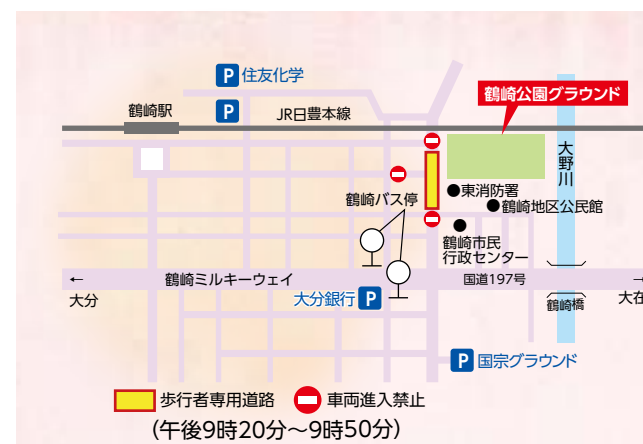 P 住友化学
鶴崎公園グラウンド
鶴崎駅
P
JR日豊本線
大野川
東消防署
鶴崎バス停
鶴崎地区公民館
鶴崎市民
行政センター
←
大分
鶴崎ミルキーウェイ
国道197号
→
大在
大分銀行 P
鶴崎橋
P 国宗グラウンド
歩行者専用道路
車両進入禁止
(午後9時20分～9時50分)